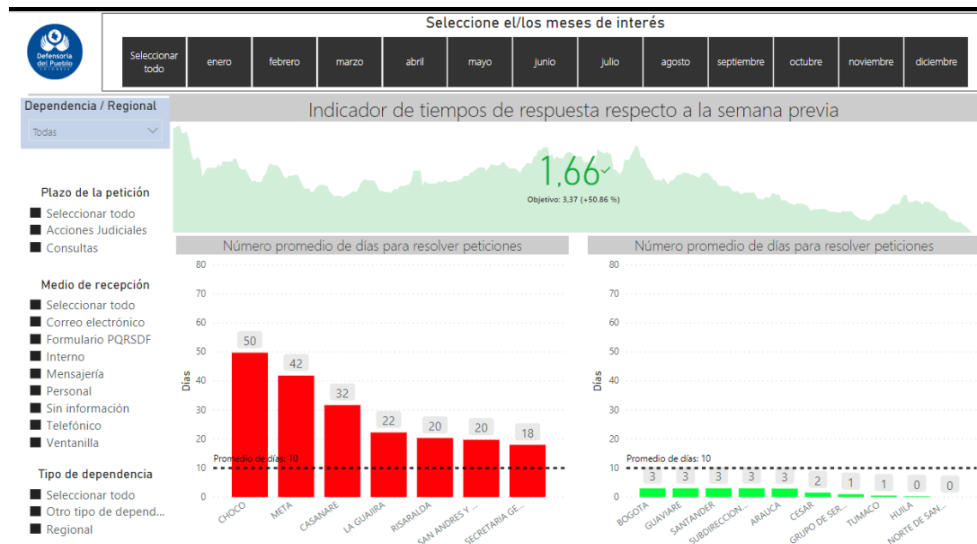 Seleccione el/los meses de interés
Defensoría
del Pueblo
COLOMBIA
Seleccionar
todo
enero
febrero
marzo
abril
mayo
junio
julio
agosto
septiembre
octubre
noviembre
diciembre
Dependencia / Regional
Todas
Indicador de tiempos de respuesta respecto a la semana previa
1,66
Objetivo: 3,37 (+50.86 %)
Plazo de la petición
Seleccionar todo
Acciones Judiciales
Consultas
Medio de recepción
Seleccionar todo
Correo electrónico
Formulario PQRSDF
Interno
Mensajería
Personal
Sin información
Telefónico
Ventanilla
Tipo de dependencia
Seleccionar todo
Otro tipo de depend...
Regional
Número promedio de días para resolver peticiones
80
70
60
50
40
30
20
10
0
Días
Promedio de días: 10
50
42
32
22
20
20
18
CHOCO
META
CASANARE
LA GUAJIRA
RISARALDA
SAN ANDRES Y ...
SECRETARIA GE...
Número promedio de días para resolver peticiones
80
70
60
50
40
30
20
10
0
Días
Promedio de días: 10
3
3
3
3
3
2
1
1
0
0
BOGOTA
GUAVIARE
SANTANDER
SUBDIRECCION...
ARAUCA
CESAR
GRUPO DE SER...
TUMACO
HUILA
NORTE DE SAN...